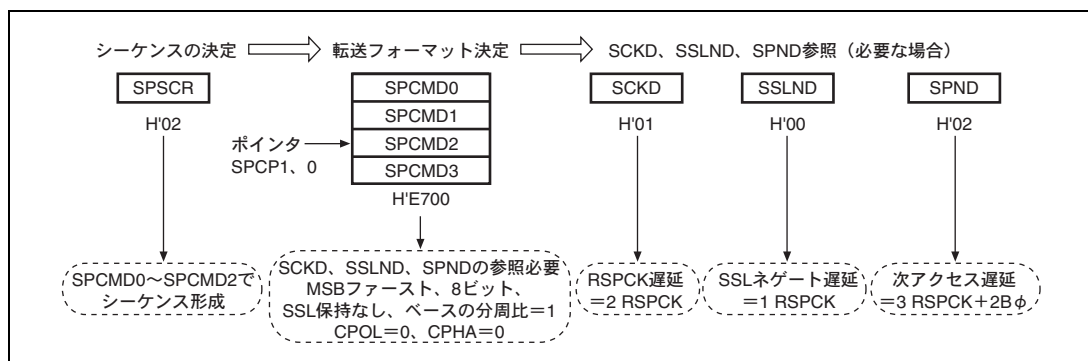 シーケンスの決定
転送フォーマット決定
SCKD、SSLND、SPND参照（必要な場合）
SPSCR
SPCMD0
SPCMD1
SPCMD2
SPCMD3
SCKD
SSLND
SPND
H'02
ポインタ
SPCP1、0
H'E700
H'01
H'00
H'02
SPCMD0～SPCMD2で
シーケンス形成
SCKD、SSLND、SPNDの参照必要
MSBファースト、8ビット、
SSL保持なし、ベースの分周比＝1
CPOL＝0、CPHA＝0
RSPCK遅延
＝2 RSPCK
SSLネゲート遅延
＝1 RSPCK
次アクセス遅延
＝3 RSPCK＋2Bφ